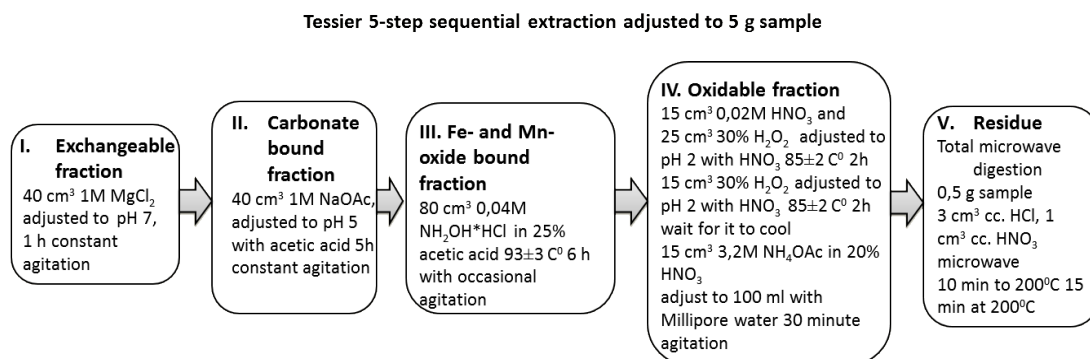 Tessier 5-step sequential extraction adjusted to 5 g sample
I. Exchangeable
fraction
40 cm³ 1M MgCl₂
adjusted to pH 7,
1 h constant
agitation
II. Carbonate
bound
fraction
40 cm³ 1M NaOAc,
adjusted to pH 5
with acetic acid 5h
constant agitation
III. Fe- and Mn-
oxide bound
fraction
80 cm³ 0,04M
NH₂OH*HCl in 25%
acetic acid 93±3 C⁰ 6 h
with occasional
agitation
IV. Oxidable fraction
15 cm³ 0,02M HNO₃ and
25 cm³ 30% H₂O₂ adjusted to
pH 2 with HNO₃ 85±2 C⁰ 2h
15 cm³ 30% H₂O₂ adjusted to
pH 2 with HNO₃ 85±2 C⁰ 2h
wait for it to cool
15 cm³ 3,2M NH₄OAc in 20%
HNO₃
adjust to 100 ml with
Millipore water 30 minute
agitation
V. Residue
Total microwave
digestion
0,5 g sample
3 cm³ cc. HCl, 1
cm³ cc. HNO₃
microwave
10 min to 200⁰C 15
min at 200⁰C